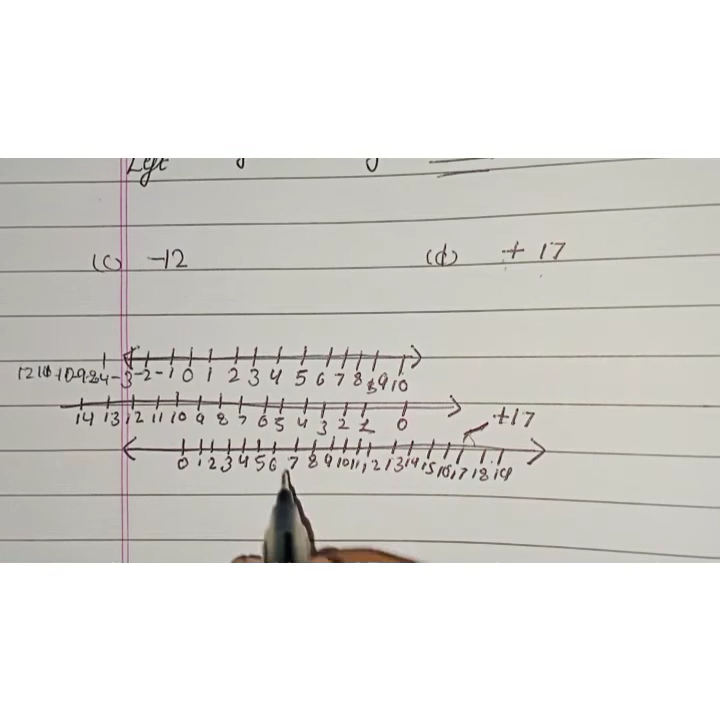 Left
(c) -12 (d) + 17
-3 -2 -1 0 1 2 3 4 5 6 7 8 9 10
14 13 12 11 10 9 8 7 6 5 4 3 2 1 0
+17
0 1 2 3 4 5 6 7 8 9 10 11 12 13 14 15 16 17 18 19